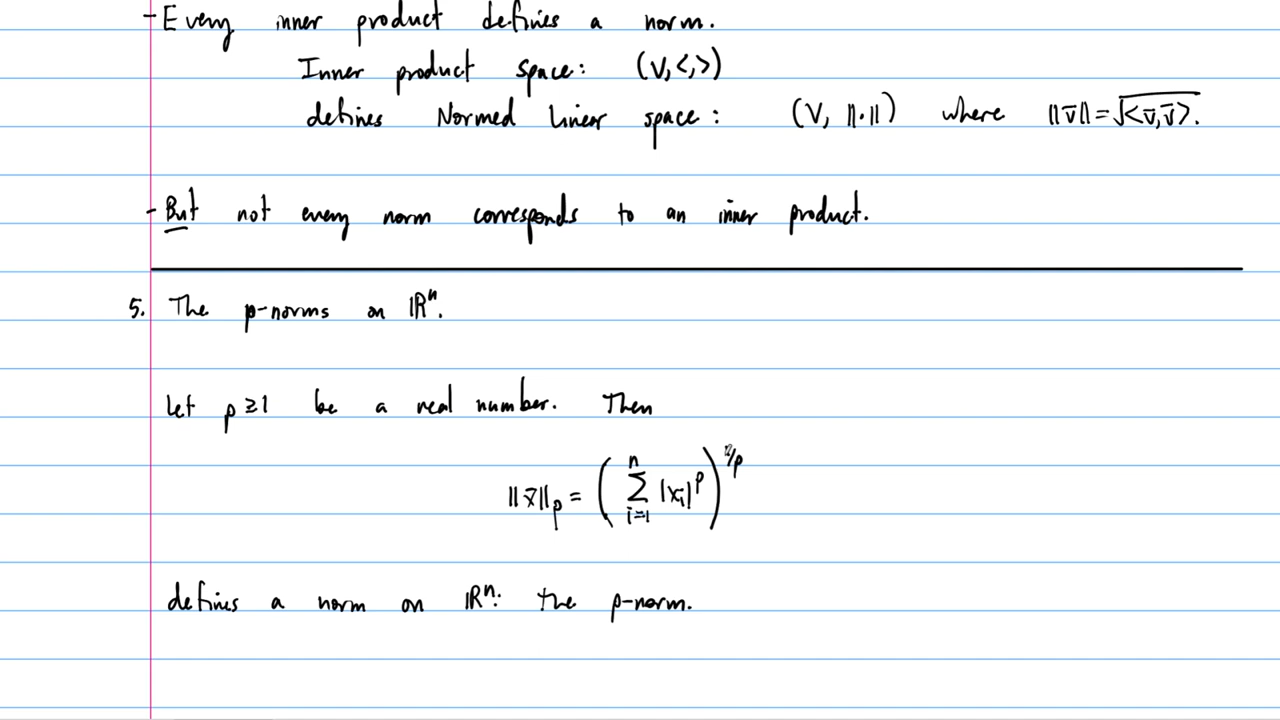 - Every inner product defines a norm.
Inner product space: (V,<,>)
defines Normed Linear space: (V, ||·||) where ||v̄|| = √<v̄,v̄>.
- But not every norm corresponds to an inner product.
5. The p-norms on ℝⁿ.
Let p ≥ 1 be a real number. Then
||x̄||ₚ = ( Σᵢ₌₁ⁿ |xᵢ|ᵖ )^/p
defines a norm on ℝⁿ: the p-norm.